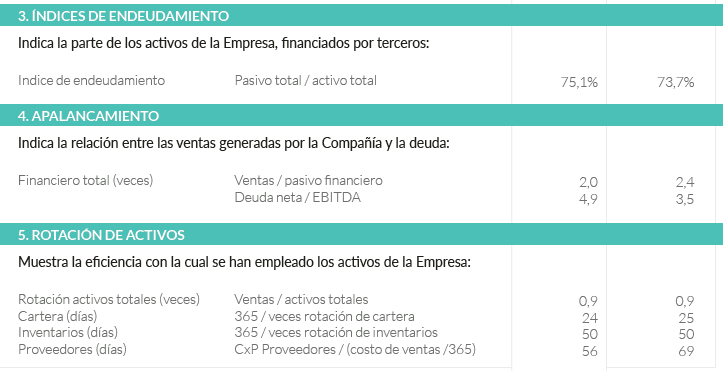 3. ÍNDICES DE ENDEUDAMIENTO
Indica la parte de los activos de la Empresa, financiados por terceros:
Indice de endeudamiento Pasivo total / activo total 75,1% 73,7%
4. APALANCAMIENTO
Indica la relación entre las ventas generadas por la Compañía y la deuda:
Financiero total (veces) Ventas / pasivo financiero 2,0 2,4
Deuda neta / EBITDA 4,9 3,5
5. ROTACIÓN DE ACTIVOS
Muestra la eficiencia con la cual se han empleado los activos de la Empresa:
Rotación activos totales (veces) Ventas / activos totales 0,9 0,9
Cartera (días) 365 / veces rotación de cartera 24 25
Inventarios (días) 365 / veces rotación de inventarios 50 50
Proveedores (días) CxP Proveedores / (costo de ventas /365) 56 69